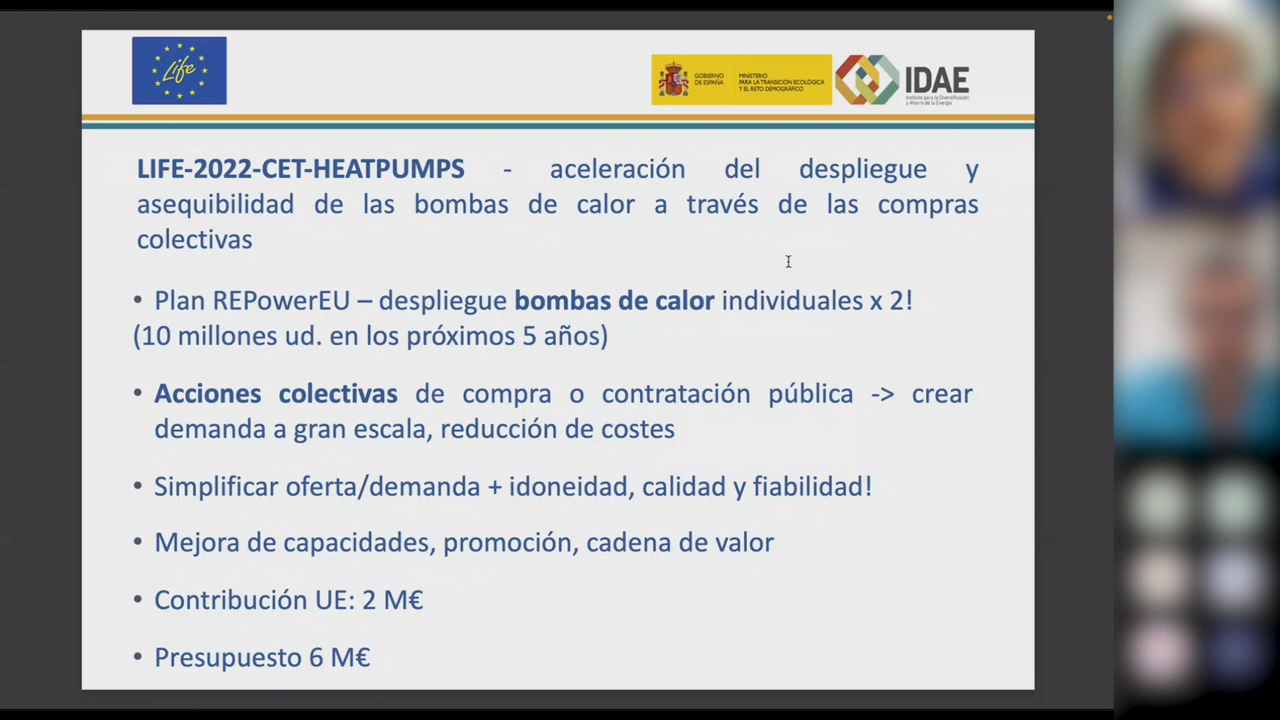 Life
GOBIERNO
DE ESPAÑA
MINISTERIO
PARA LA TRANSICIÓN ECOLÓGICA
Y EL RETO DEMOGRÁFICO
IDAE
Instituto para la Diversificación
y Ahorro de la Energía
LIFE-2022-CET-HEATPUMPS - aceleración del despliegue y
asequibilidad de las bombas de calor a través de las compras
colectivas
• Plan REPowerEU – despliegue bombas de calor individuales x 2!
(10 millones ud. en los próximos 5 años)
• Acciones colectivas de compra o contratación pública -> crear
demanda a gran escala, reducción de costes
• Simplificar oferta/demanda + idoneidad, calidad y fiabilidad!
• Mejora de capacidades, promoción, cadena de valor
• Contribución UE: 2 M€
• Presupuesto 6 M€